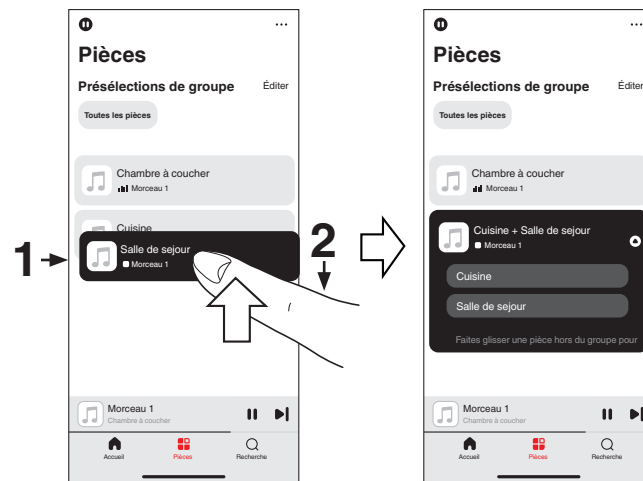 Pièces
Présélections de groupe Éditer
Toutes les pièces
Chambre à coucher
Morceau 1
Cuisine
Salle de sejour
Morceau 1
1
2
Morceau 1
Chambre à coucher
Accueil Pièces Recherche
Pièces
Présélections de groupe Éditer
Toutes les pièces
Chambre à coucher
Morceau 1
Cuisine + Salle de sejour
Morceau 1
Cuisine
Salle de sejour
Faites glisser une pièce hors du groupe pour
Morceau 1
Chambre à coucher
Accueil Pièces Recherche